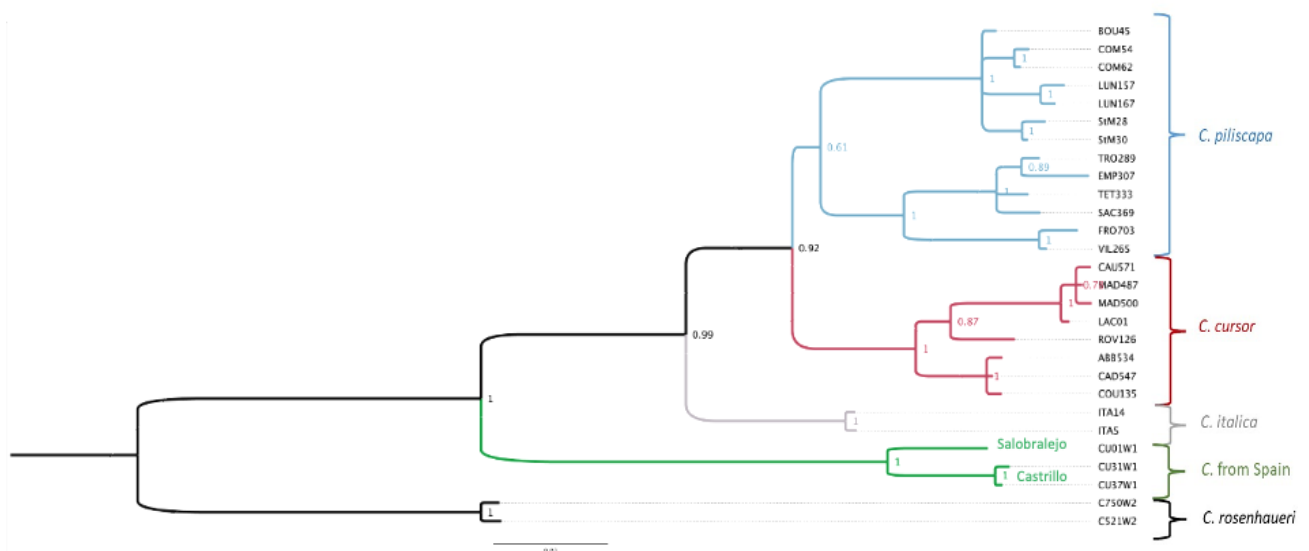 BOU45
COM54
1
COM62
1
LUN157
1
LUN167
StM28
1
StM30
C. piliscapa
0.61
TRO289
0.89
EMP307
1
TET333
SAC369
1
FRO703
1
VIL265
0.92
CAU571
MAD487
1
MAD500
LAC01
0.87
C. cursor
0.99
ROV126
1
ABB534
1
CAD547
COU135
1
ITA14
1
ITA5
C. italica
Salobralejo
CU01W1
1
CU31W1
1
Castrillo
CU37W1
C. from Spain
C750W2
1
C521W2
C. rosenhaueri